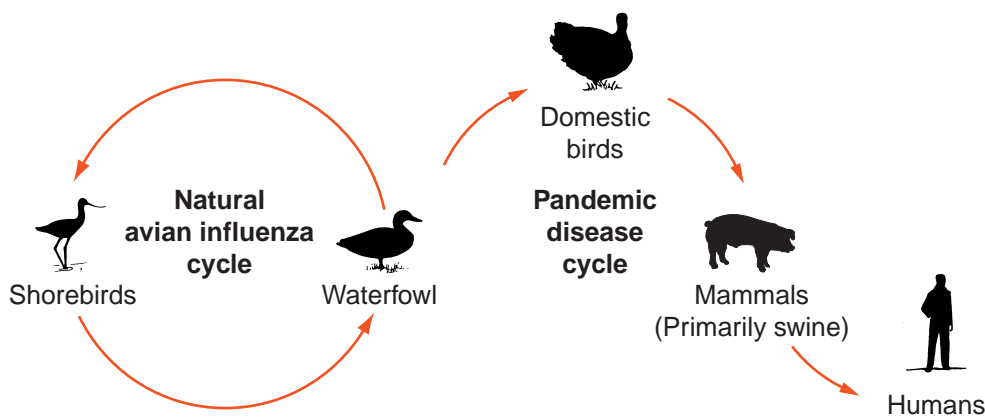 Domestic
birds
Natural
avian influenza
cycle
Pandemic
disease
cycle
Shorebirds
Waterfowl
Mammals
(Primarily swine)
Humans